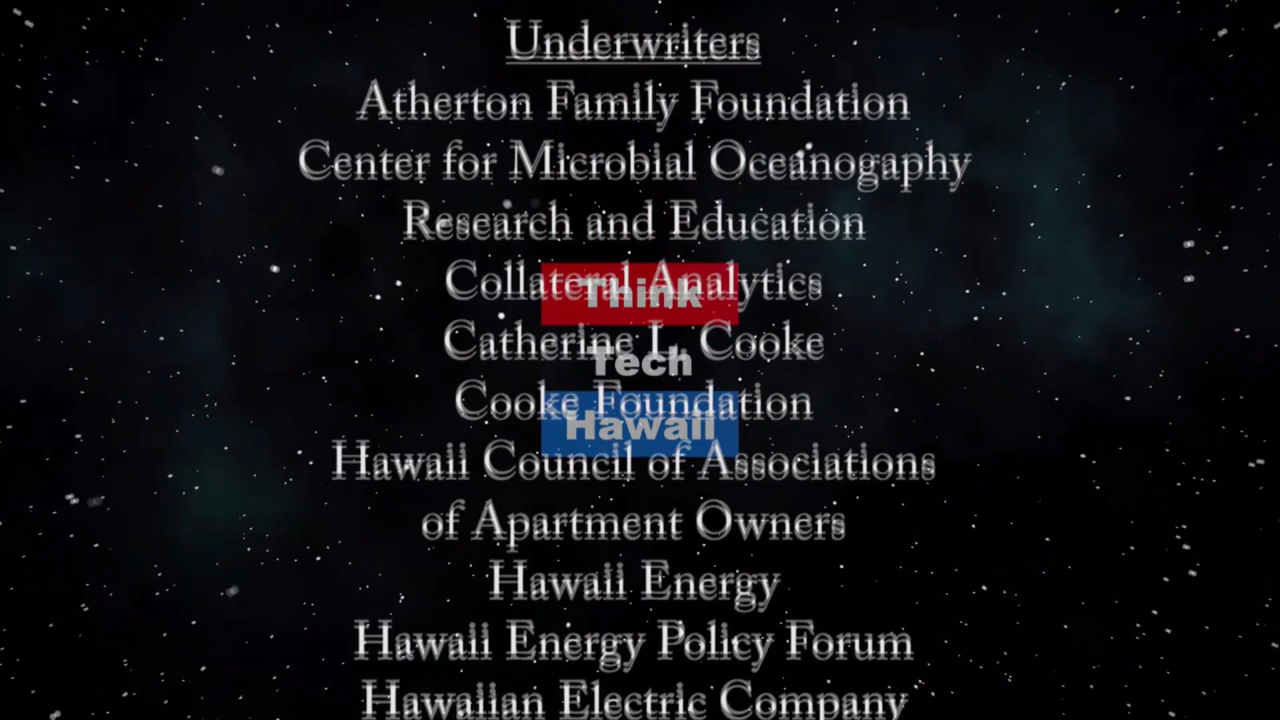 Underwriters
Atherton Family Foundation
Center for Microbial Oceanogaphy
Research and Education
Collateral Analytics
Think
Catherine L. Cooke
Tech
Cooke Foundation
Hawaii
Hawaii Council of Associations
of Apartment Owners
Hawaii Energy
Hawaii Energy Policy Forum
Hawaiian Electric Company